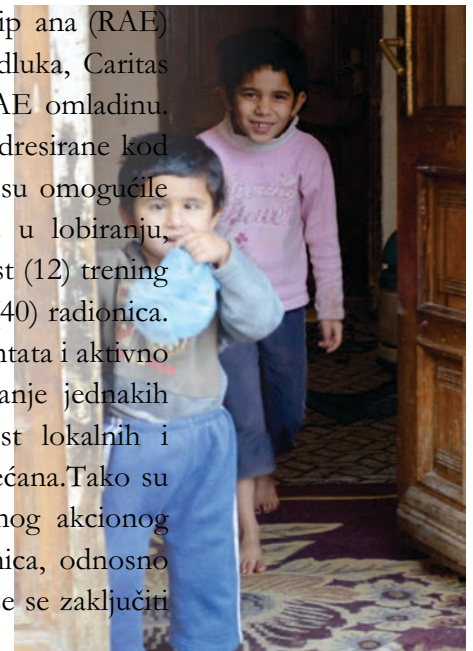 ip ana (RAE)
dluka, Caritas
AE omladinu.
dresirane kod
su omogućile
u lobiranju,
st (12) trening
(40) radionica.
ntata i aktivno
anje jednakih
st lokalnih i
ećana.Tako su
nog akcionog
nica, odnosno
e se zaključiti